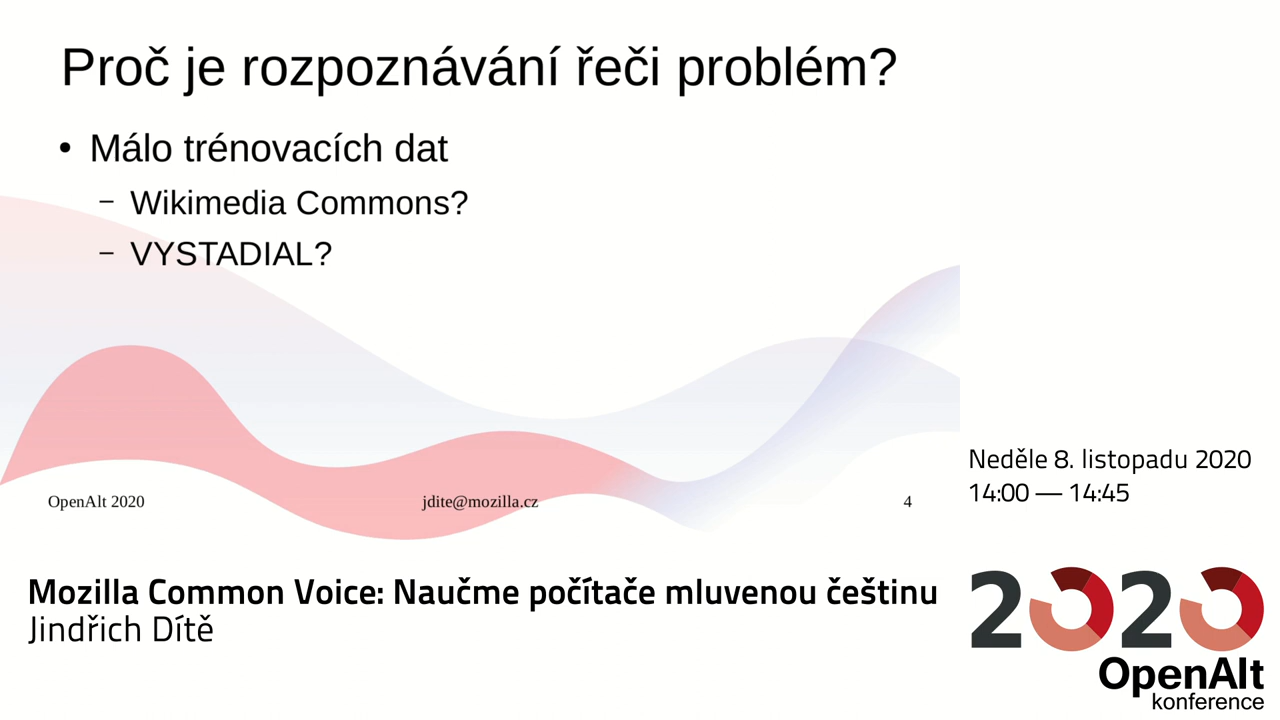 Proč je rozpoznávání řeči problém?
• Málo trénovacích dat
– Wikimedia Commons?
– VYSTADIAL?
OpenAlt 2020
jdite@mozilla.cz
4
Neděle 8. listopadu 2020
14:00 — 14:45
Mozilla Common Voice: Naučme počítače mluvenou češtinu
Jindřich Dítě
2020
OpenAlt
konference